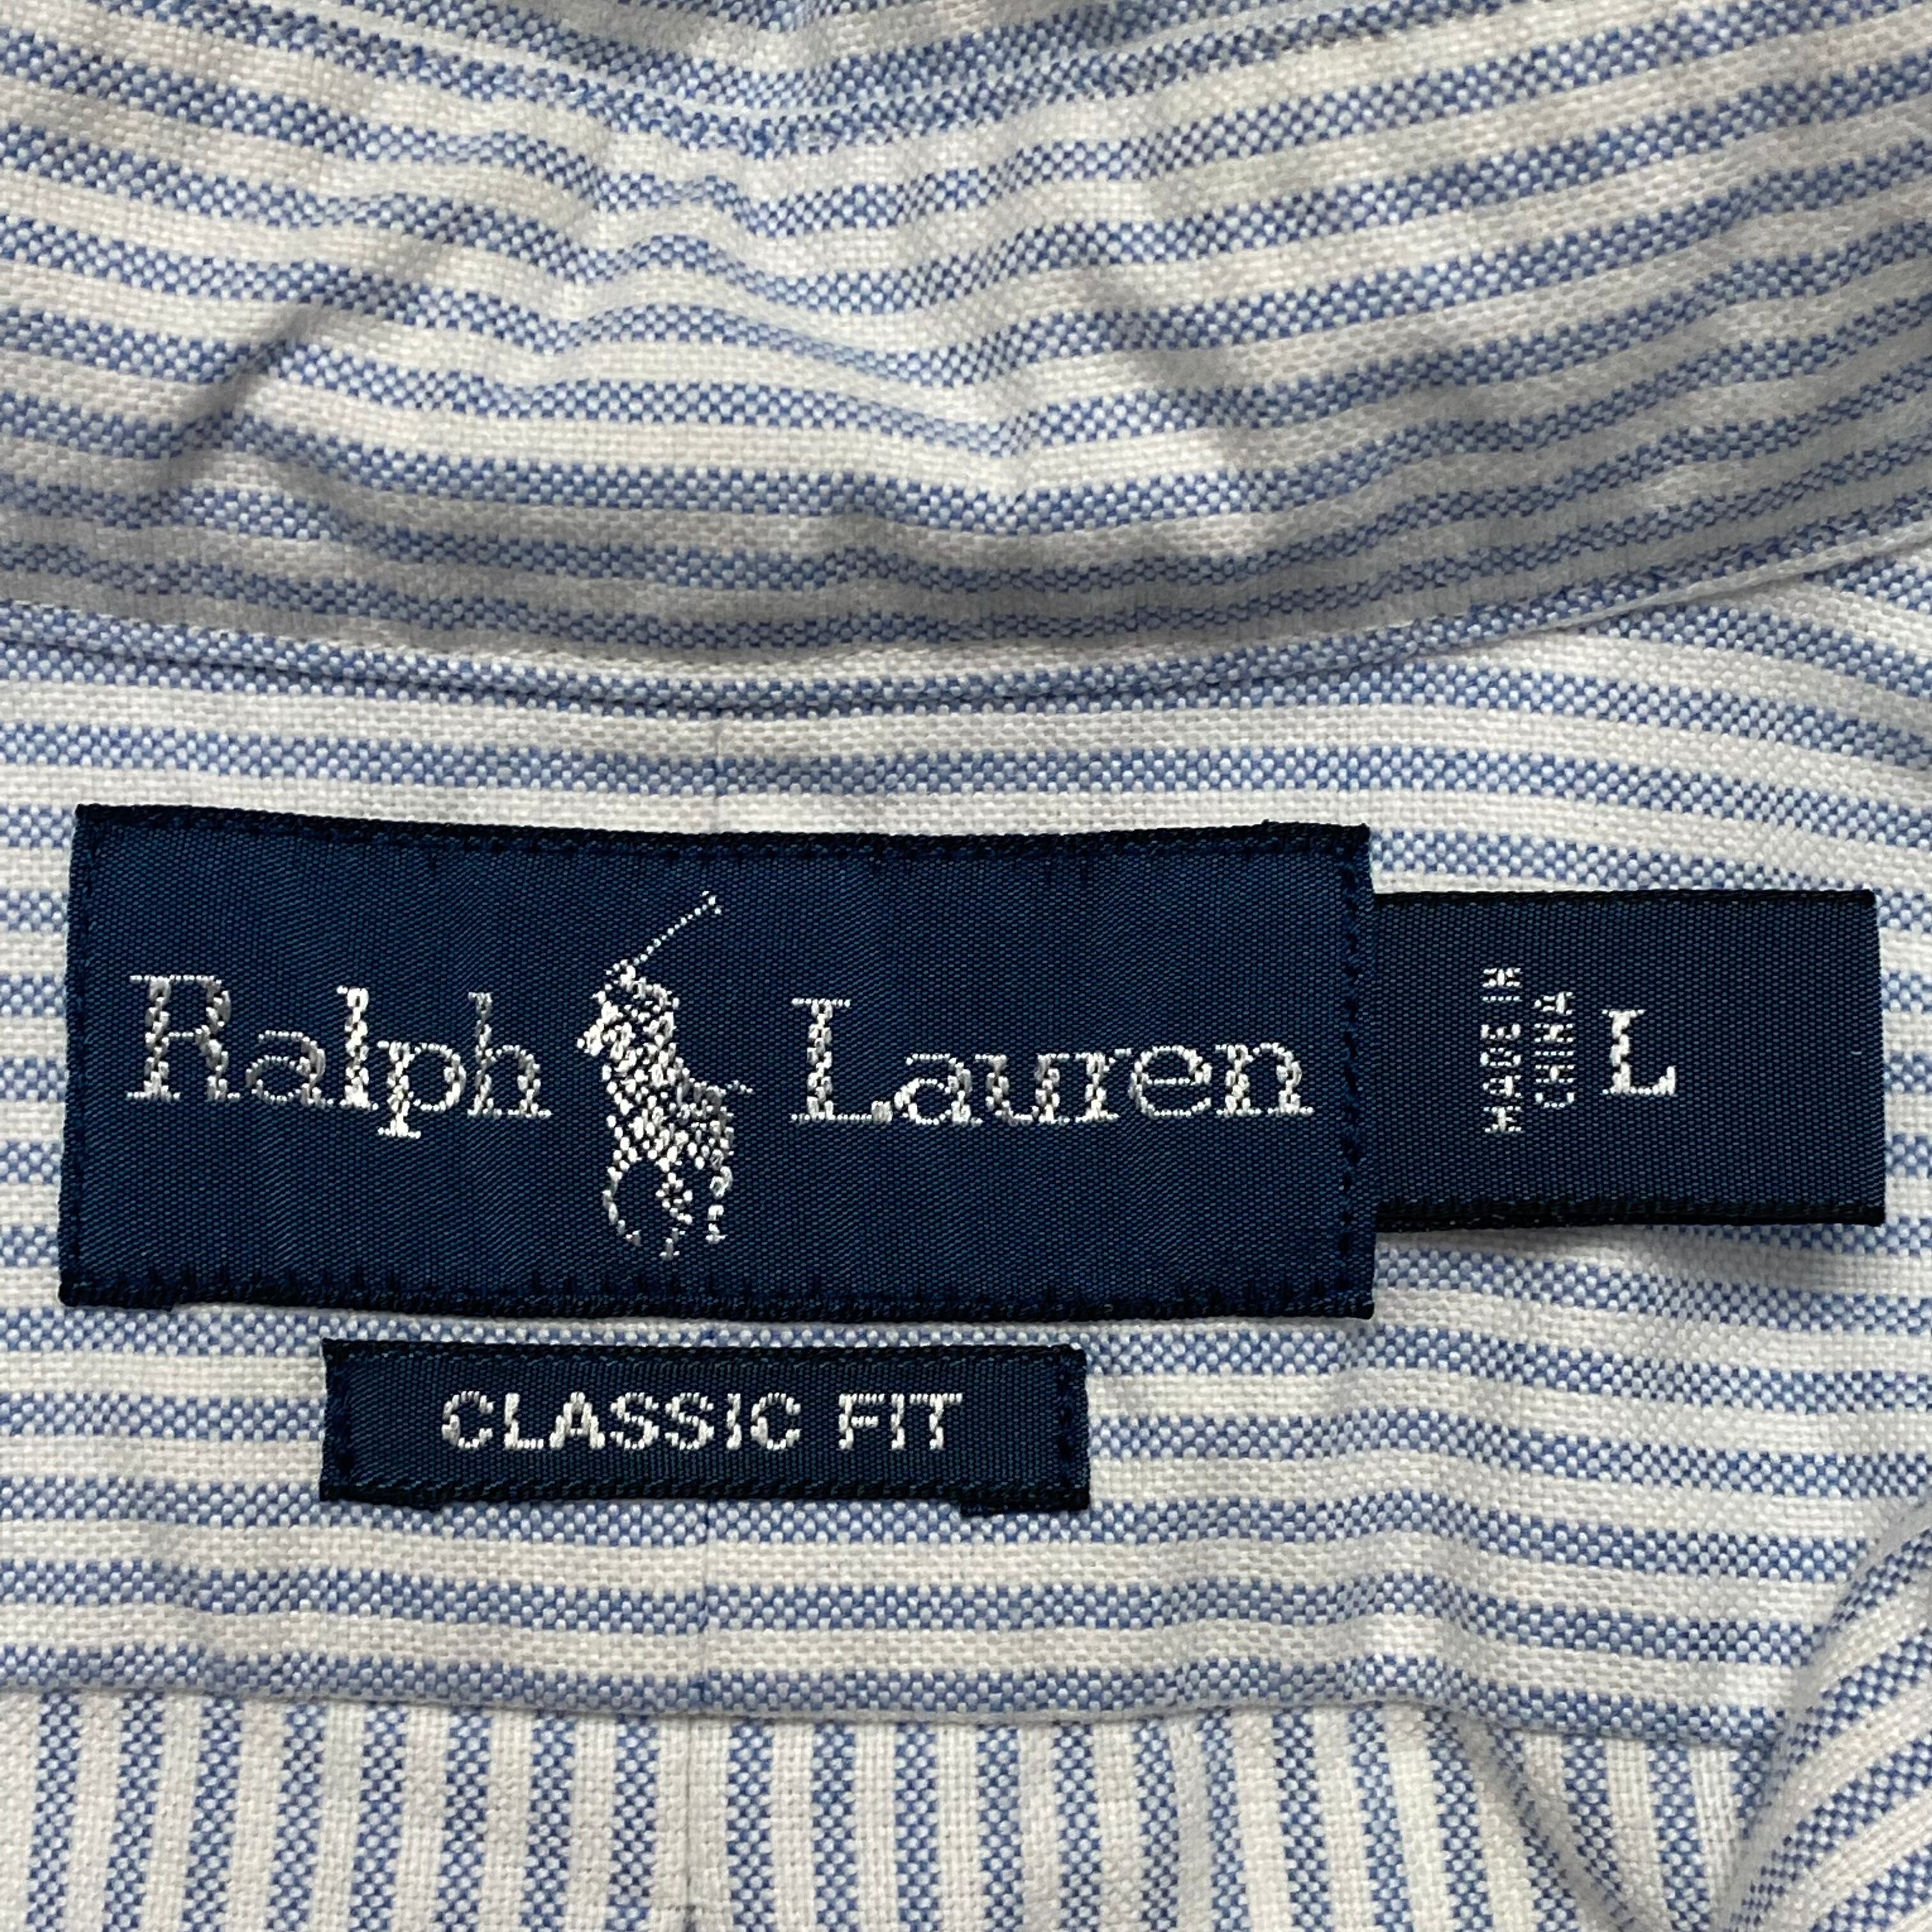 Ralph Lauren
MADE IN
CHINA
L
CLASSIC FIT